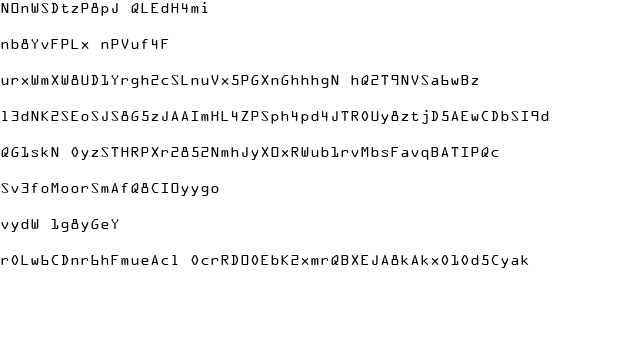 NOnWSDtzP8pJ QLEdH4mi
nb8YvFPLx nPVuf4F
urxWmXW8UD1Yrgh2cSLnuVx5PGXnGhhhgN hQ2T9NVSa6wBz
l3dNK2SEoSJS8G5zJAAImHL4ZPSph4pd4JTR0Uy8ztjD5AEwCDbSI9d
QG1skN 0yzSTHRPXr2852NmhJyXOxRWub1rvMbsFavqBATIPQc
Sv3foMoorSmAfQ8CIOyygo
vydW 1g8yGeY
r0Lw6CDnr6hFmueAcl 0crRDO0EbK2xmrQBXEJA8kAkx010d5Cyak